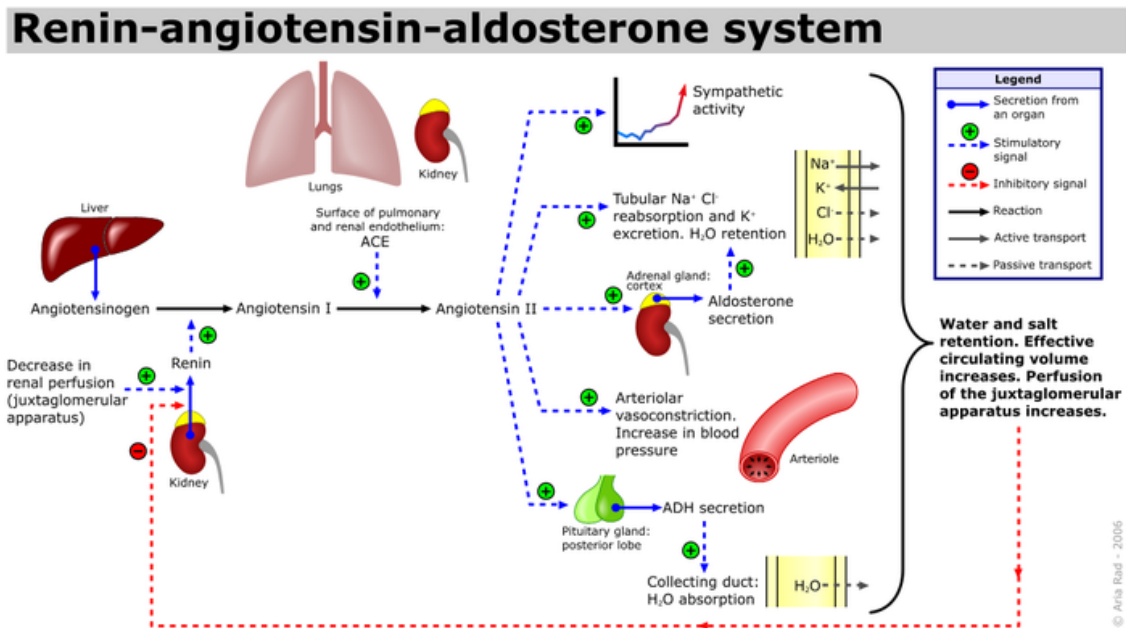 Renin-angiotensin-aldosterone system
Lungs
Kidney
Liver
Surface of pulmonary
and renal endothelium:
ACE
+
Angiotensinogen
Angiotensin I
Angiotensin II
+
Renin
Decrease in
renal perfusion
(juxtaglomerular
apparatus)
+
−
Kidney
+
Sympathetic
activity
+
Tubular Na⁺ Cl⁻
reabsorption and K⁺
excretion. H₂O retention
+
Adrenal gland:
cortex
+
Aldosterone
secretion
+
Arteriolar
vasoconstriction.
Increase in blood
pressure
Arteriole
+
Pituitary gland:
posterior lobe
ADH secretion
+
Collecting duct:
H₂O absorption
H₂O
Na⁺
K⁺
Cl⁻
H₂O
Legend
Secretion from
an organ
+
Stimulatory
signal
−
Inhibitory signal
Reaction
Active transport
Passive transport
Water and salt
retention. Effective
circulating volume
increases. Perfusion
of the juxtaglomerular
apparatus increases.
© Aria Rad - 2006